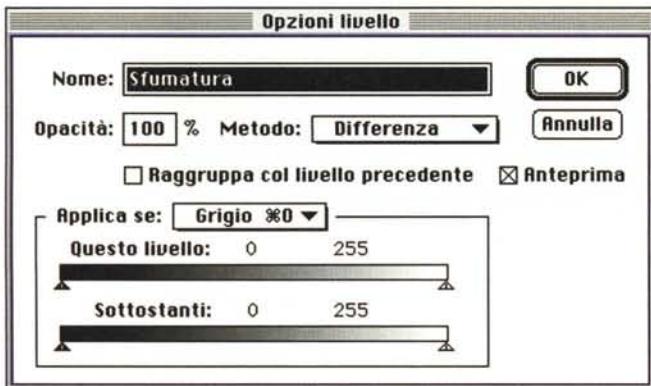 Opzioni livello
Nome: Sfumatura
OK
Opacità: 100 % Metodo: Differenza
Annulla
Raggruppa col livello precedente Anteprima
Applica se: Grigio ⌘0
Questo livello: 0 255
Sottostanti: 0 255